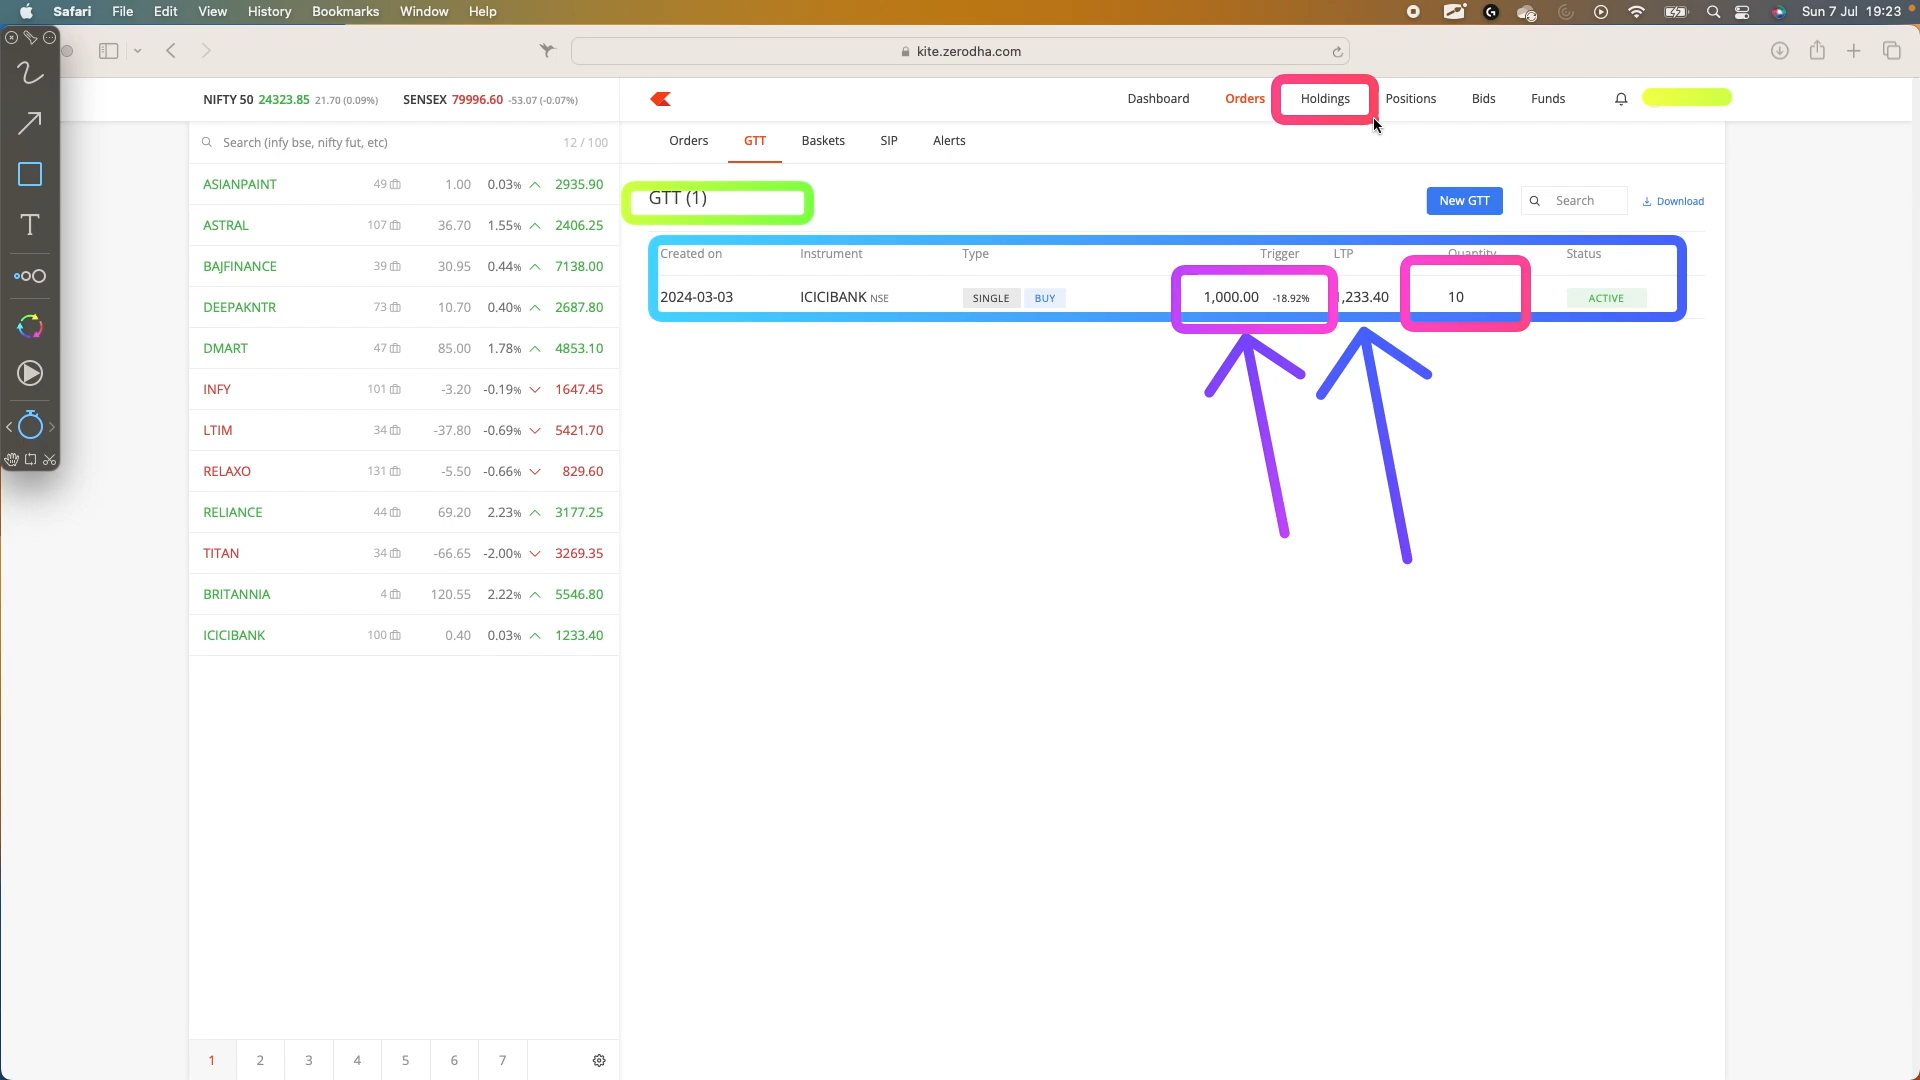 Safari File Edit View History Bookmarks Window Help Sun 7 Jul 19:23
kite.zerodha.com
NIFTY 50 24323.85 21.70 (0.09%) SENSEX 79996.60 -53.07 (-0.07%)
Dashboard Orders Holdings Positions Bids Funds
Search (infy bse, nifty fut, etc) 12 / 100
Orders GTT Baskets SIP Alerts
ASIANPAINT 49 1.00 0.03% 2935.90
GTT (1) New GTT Search Download
ASTRAL 107 36.70 1.55% 2406.25
Created on Instrument Type Trigger LTP Quantity Status
BAJFINANCE 39 30.95 0.44% 7138.00
2024-03-03 ICICIBANK NSE SINGLE BUY 1,000.00 -18.92% 1,233.40 10 ACTIVE
DEEPAKNTR 73 10.70 0.40% 2687.80
DMART 47 85.00 1.78% 4853.10
INFY 101 -3.20 -0.19% 1647.45
LTIM 34 -37.80 -0.69% 5421.70
RELAXO 131 -5.50 -0.66% 829.60
RELIANCE 44 69.20 2.23% 3177.25
TITAN 34 -66.65 -2.00% 3269.35
BRITANNIA 4 120.55 2.22% 5546.80
ICICIBANK 100 0.40 0.03% 1233.40
1 2 3 4 5 6 7
T